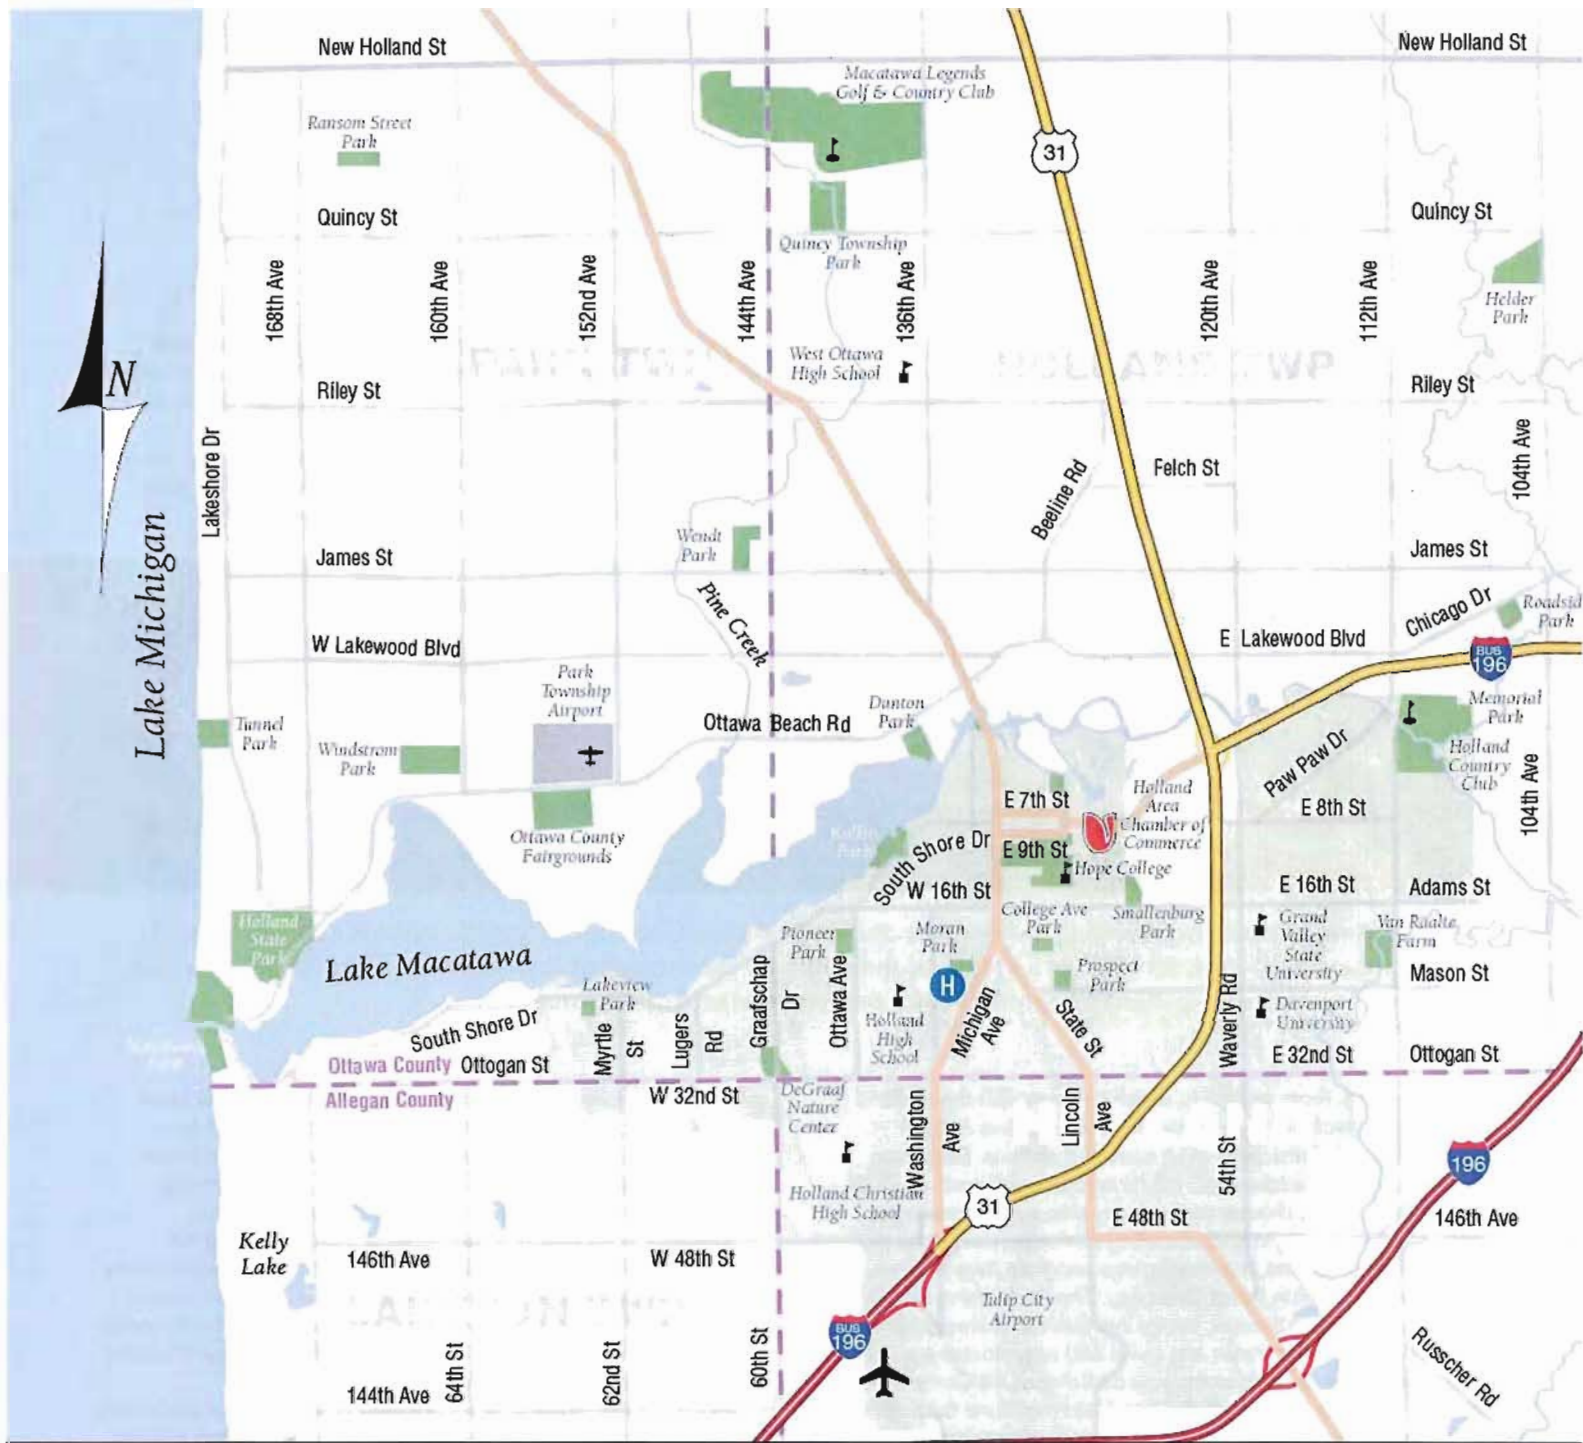 New Holland St
New Holland St
Macatawa Legends
Golf & Country Club
Ransom Street
Park
31
Quincy St
Quincy St
Quincy Township
Park
168th Ave
160th Ave
152nd Ave
144th Ave
136th Ave
120th Ave
112th Ave
Helder
Park
N
West Ottawa
High School
Riley St
Riley St
Lakeshore Dr
104th Ave
Beeline Rd
Felch St
Lake Michigan
Wendt
Park
James St
James St
Pine Creek
Chicago Dr
Roadsid
Park
W Lakewood Blvd
E Lakewood Blvd
BUS
196
Park
Township
Airport
Dunton
Park
Memorial
Park
Tunnel
Park
Windstrom
Park
Ottawa Beach Rd
Holland
Country
Club
Paw Paw Dr
104th Ave
E 7th St
Holland
Area
Chamber of
Commerce
E 8th St
Ottawa County
Fairgrounds
Kollen
Park
South Shore Dr
E 9th St
Hope College
W 16th St
E 16th St
Adams St
Holland
State
Park
College Ave
Park
Smallenburg
Park
Grand
Valley
State
University
Van Raalte
Farm
Pioneer
Park
Moran
Park
Lake Macatawa
Prospect
Park
Mason St
Lakeview
Park
H
Graafschap
Dr
Ottawa Ave
Holland
High
School
Michigan
Ave
State St
Waverly Rd
Davenport
University
South Shore Dr
Myrtle
St
Lugers
Rd
Ottawa County
Ottogan St
E 32nd St
Ottogan St
Allegan County
W 32nd St
DeGraaf
Nature
Center
Washington
Ave
Lincoln
Ave
54th St
196
Holland Christian
High School
31
E 48th St
146th Ave
Kelly
Lake
146th Ave
W 48th St
Tulip City
Airport
BUS
196
64th St
62nd St
60th St
144th Ave
Russcher Rd